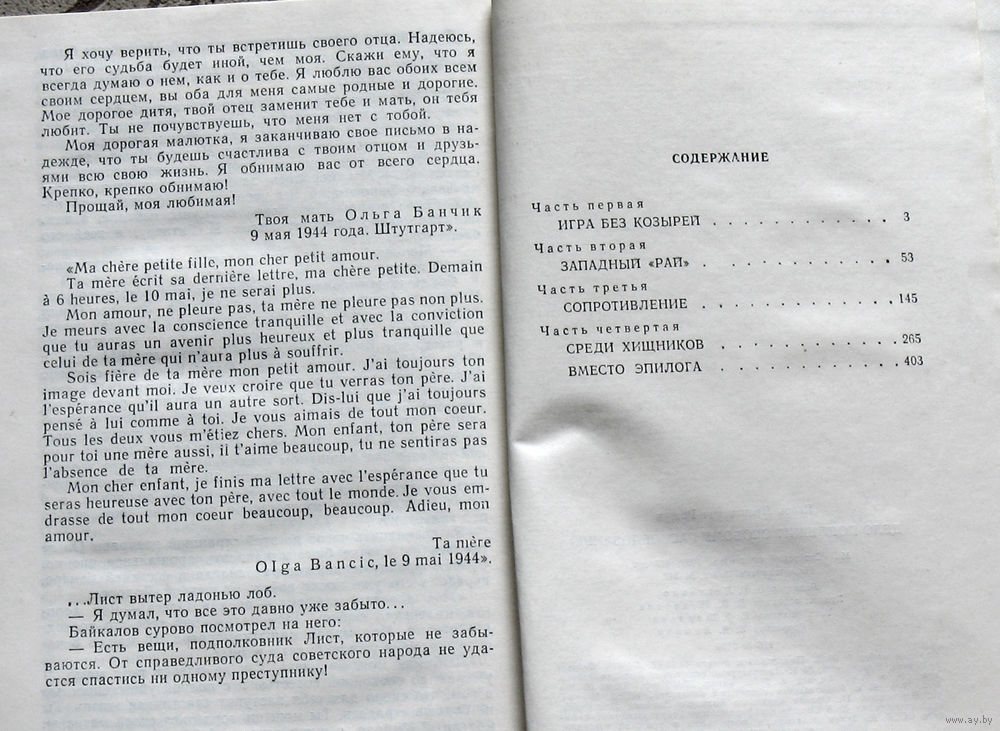 Я хочу верить, что ты встретишь своего отца. Надеюсь,
что его судьба будет иной, чем моя. Скажи ему, что я
всегда думаю о нем, как и о тебе. Я люблю вас обоих всем
своим сердцем, вы оба для меня самые родные и дорогие.
Мое дорогое дитя, твой отец заменит тебе и мать, он тебя
любит. Ты не почувствуешь, что меня нет с тобой.
Моя дорогая малютка, я заканчиваю свое письмо в на-
дежде, что ты будешь счастлива с твоим отцом и друзь-
ями всю свою жизнь. Я обнимаю вас от всего сердца.
Крепко, крепко обнимаю!
Прощай, моя любимая!
Твоя мать Ольга Банчик
9 мая 1944 года. Штутгарт».
«Ma chère petite fille, mon cher petit amour.
Ta mère écrit sa dernière lettre, ma chère petite. Demain
à 6 heures, le 10 mai, je ne serai plus.
Mon amour, ne pleure pas, ta mère ne pleure pas non plus.
Je meurs avec la conscience tranquille et avec la conviction
que tu auras un avenir plus heureux et plus tranquille que
celui de ta mère qui n'aura plus à souffrir.
Sois fière de ta mère mon petit amour. J'ai toujours ton
image devant moi. Je veux croire que tu verras ton père. J'ai
l'espérance qu'il aura un autre sort. Dis-lui que j'ai toujours
pensé à lui comme à toi. Je vous aimais de tout mon coeur.
Tous les deux vous m'étiez chers. Mon enfant, ton père sera
pour toi une mère aussi, il t'aime beaucoup, tu ne sentiras pas
l'absence de ta mère.
Mon cher enfant, je finis ma lettre avec l'espérance que tu
seras heureuse avec ton père, avec tout le monde. Je vous em-
drasse de tout mon coeur beaucoup, beaucoup. Adieu, mon
amour.
Ta mère
Olga Bancic, le 9 mai 1944».
...Лист вытер ладонью лоб.
— Я думал, что все это давно уже забыто...
Байкалов сурово посмотрел на него:
— Есть вещи, подполковник Лист, которые не забы-
ваются. От справедливого суда советского народа не уда-
стся спастись ни одному преступнику!
СОДЕРЖАНИЕ
Часть первая
ИГРА БЕЗ КОЗЫРЕЙ . . . . . . . . . . 3
Часть вторая
ЗАПАДНЫЙ «РАЙ» . . . . . . . . . . . 53
Часть третья
СОПРОТИВЛЕНИЕ . . . . . . . . . . . . 145
Часть четвертая
СРЕДИ ХИЩНИКОВ . . . . . . . . . . . 265
ВМЕСТО ЭПИЛОГА . . . . . . . . . . . 403
www.ay.by